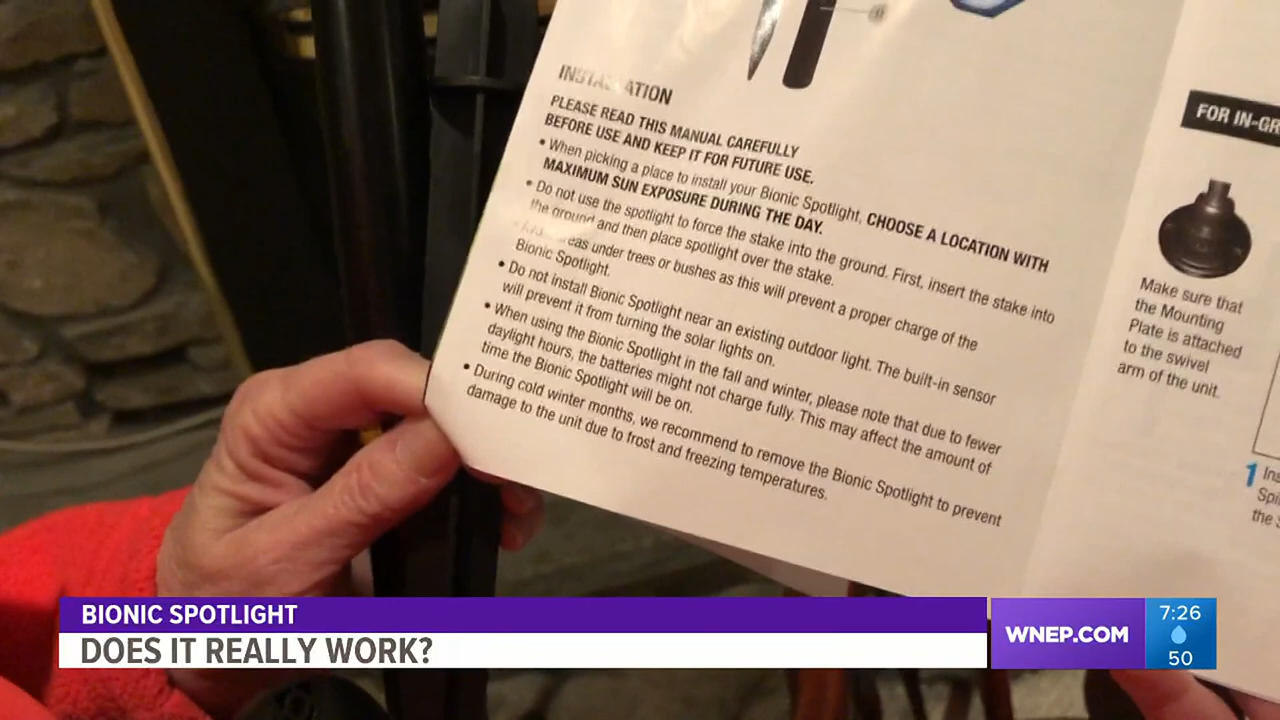 INSTALLATION
PLEASE READ THIS MANUAL CAREFULLY
BEFORE USE AND KEEP IT FOR FUTURE USE.
• When picking a place to install your Bionic Spotlight, CHOOSE A LOCATION WITH
MAXIMUM SUN EXPOSURE DURING THE DAY.
• Do not use the spotlight to force the stake into the ground. First, insert the stake into
the ground and then place spotlight over the stake.
areas under trees or bushes as this will prevent a proper charge of the
Bionic Spotlight.
• Do not install Bionic Spotlight near an existing outdoor light. The built-in sensor
will prevent it from turning the solar lights on.
• When using the Bionic Spotlight in the fall and winter, please note that due to fewer
daylight hours, the batteries might not charge fully. This may affect the amount of
time the Bionic Spotlight will be on.
• During cold winter months, we recommend to remove the Bionic Spotlight to prevent
damage to the unit due to frost and freezing temperatures.
FOR IN-GR
Make sure that
the Mounting
Plate is attached
to the swivel
arm of the unit.
1 Ins
Spi
the S
BIONIC SPOTLIGHT
DOES IT REALLY WORK?
WNEP.COM
7:26
50